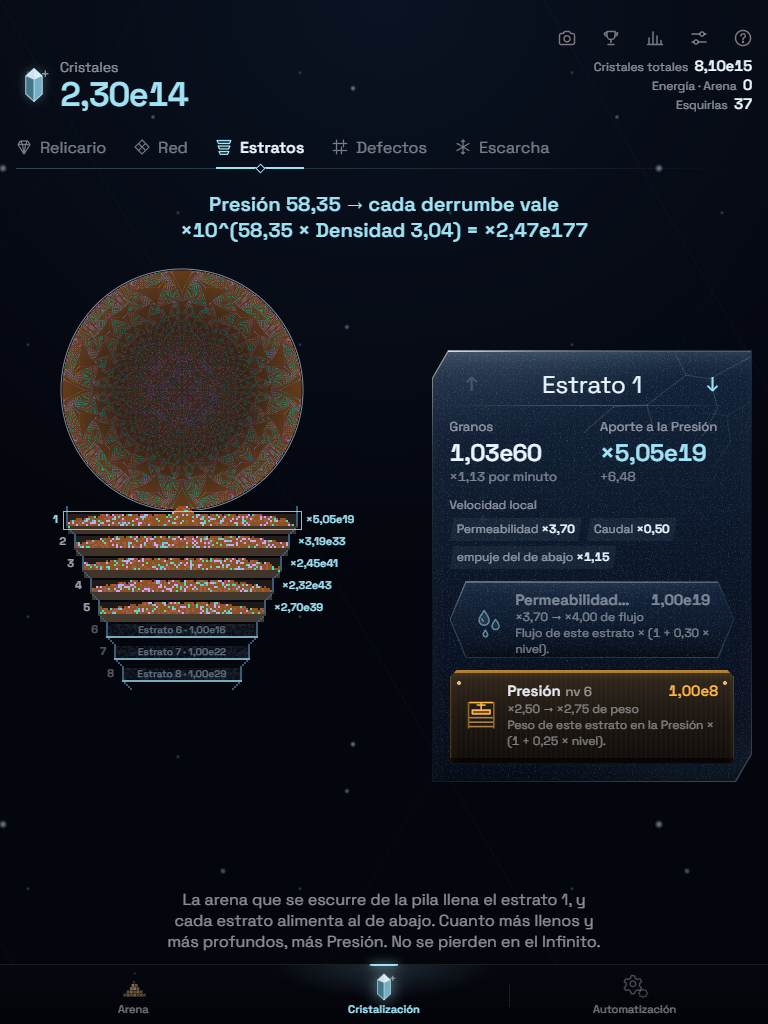 Cristales
2,30e14
Cristales totales 8,10e15
Energía · Arena 0
Esquirlas 37
Relicario
Red
Estratos
Defectos
Escarcha
Presión 58,35 → cada derrumbe vale
×10^(58,35 × Densidad 3,04) = ×2,47e177
1 ×5,05e19
2 ×3,19e33
3 ×2,45e41
4 ×2,32e43
5 ×2,70e39
6 Estrato 6 · 1,00e16
7 Estrato 7 · 1,00e22
8 Estrato 8 · 1,00e29
↑ Estrato 1 ↓
Granos
1,03e60
×1,13 por minuto
Aporte a la Presión
×5,05e19
+6,48
Velocidad local
Permeabilidad ×3,70 Caudal ×0,50
empuje del de abajo ×1,15
Permeabilidad... 1,00e19
×3,70 → ×4,00 de flujo
Flujo de este estrato × (1 + 0,30 ×
nivel).
Presión nv 6 1,00e8
×2,50 → ×2,75 de peso
Peso de este estrato en la Presión ×
(1 + 0,25 × nivel).
La arena que se escurre de la pila llena el estrato 1, y
cada estrato alimenta al de abajo. Cuanto más llenos y
más profundos, más Presión. No se pierden en el Infinito.
Arena
Cristalización
Automatización